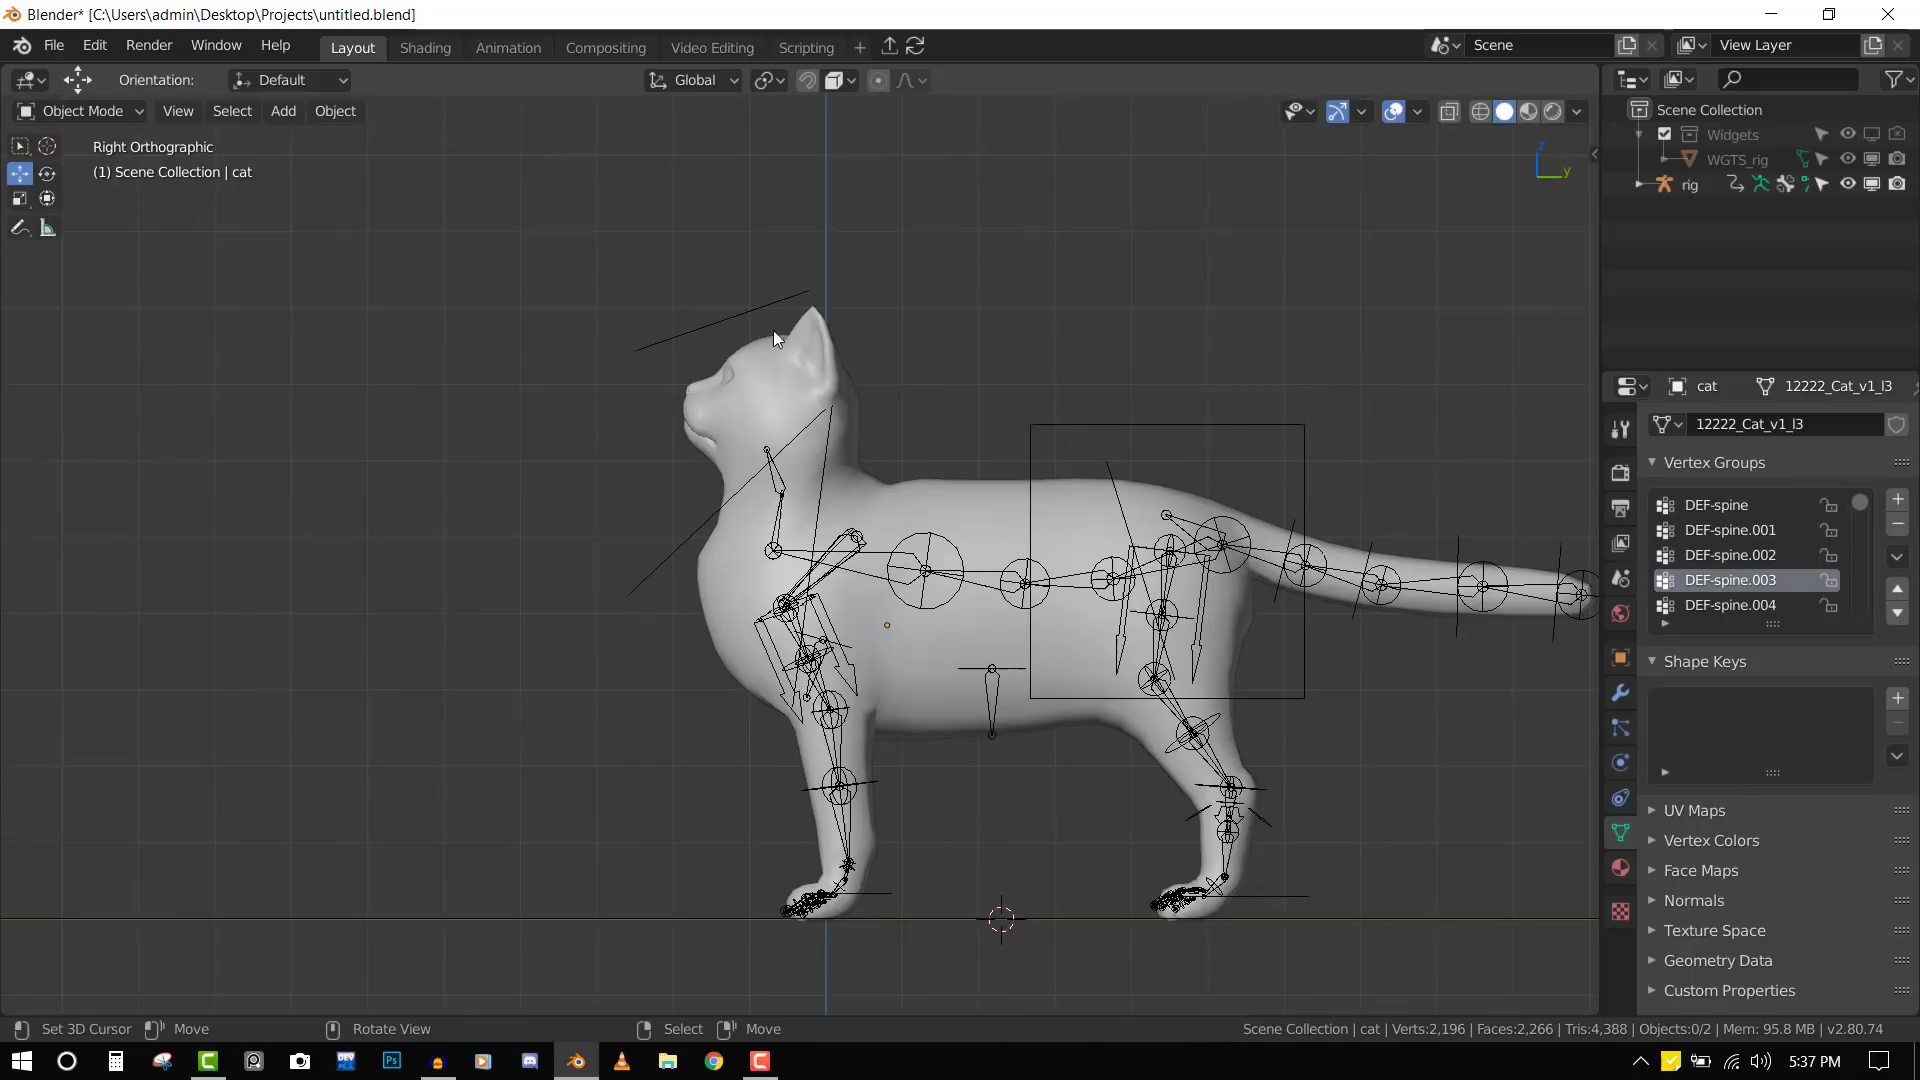 Blender* [C:\Users\admin\Desktop\Projects\untitled.blend]
File Edit Render Window Help Layout Shading Animation Compositing Texture Paint Video Editing Scripting + Scene View Layer
Orientation: Default Global
Object Mode View Select Add Object
Right Orthographic
(1) Scene Collection | cat
z
y
Scene Collection
Widgets
WGTS_rig
rig
cat 12222_Cat_v1_l3
12222_Cat_v1_l3
Vertex Groups
DEF-spine
DEF-spine.001
DEF-spine.002
DEF-spine.003
DEF-spine.004
Shape Keys
UV Maps
Vertex Colors
Face Maps
Normals
Texture Space
Geometry Data
Custom Properties
Set 3D Cursor Move Rotate View Select Move Scene Collection | cat | Verts:2,196 | Faces:2,266 | Tris:4,388 | Objects:0/2 | Mem: 95.8 MB | v2.80.74
DEV
Ps
5:37 PM